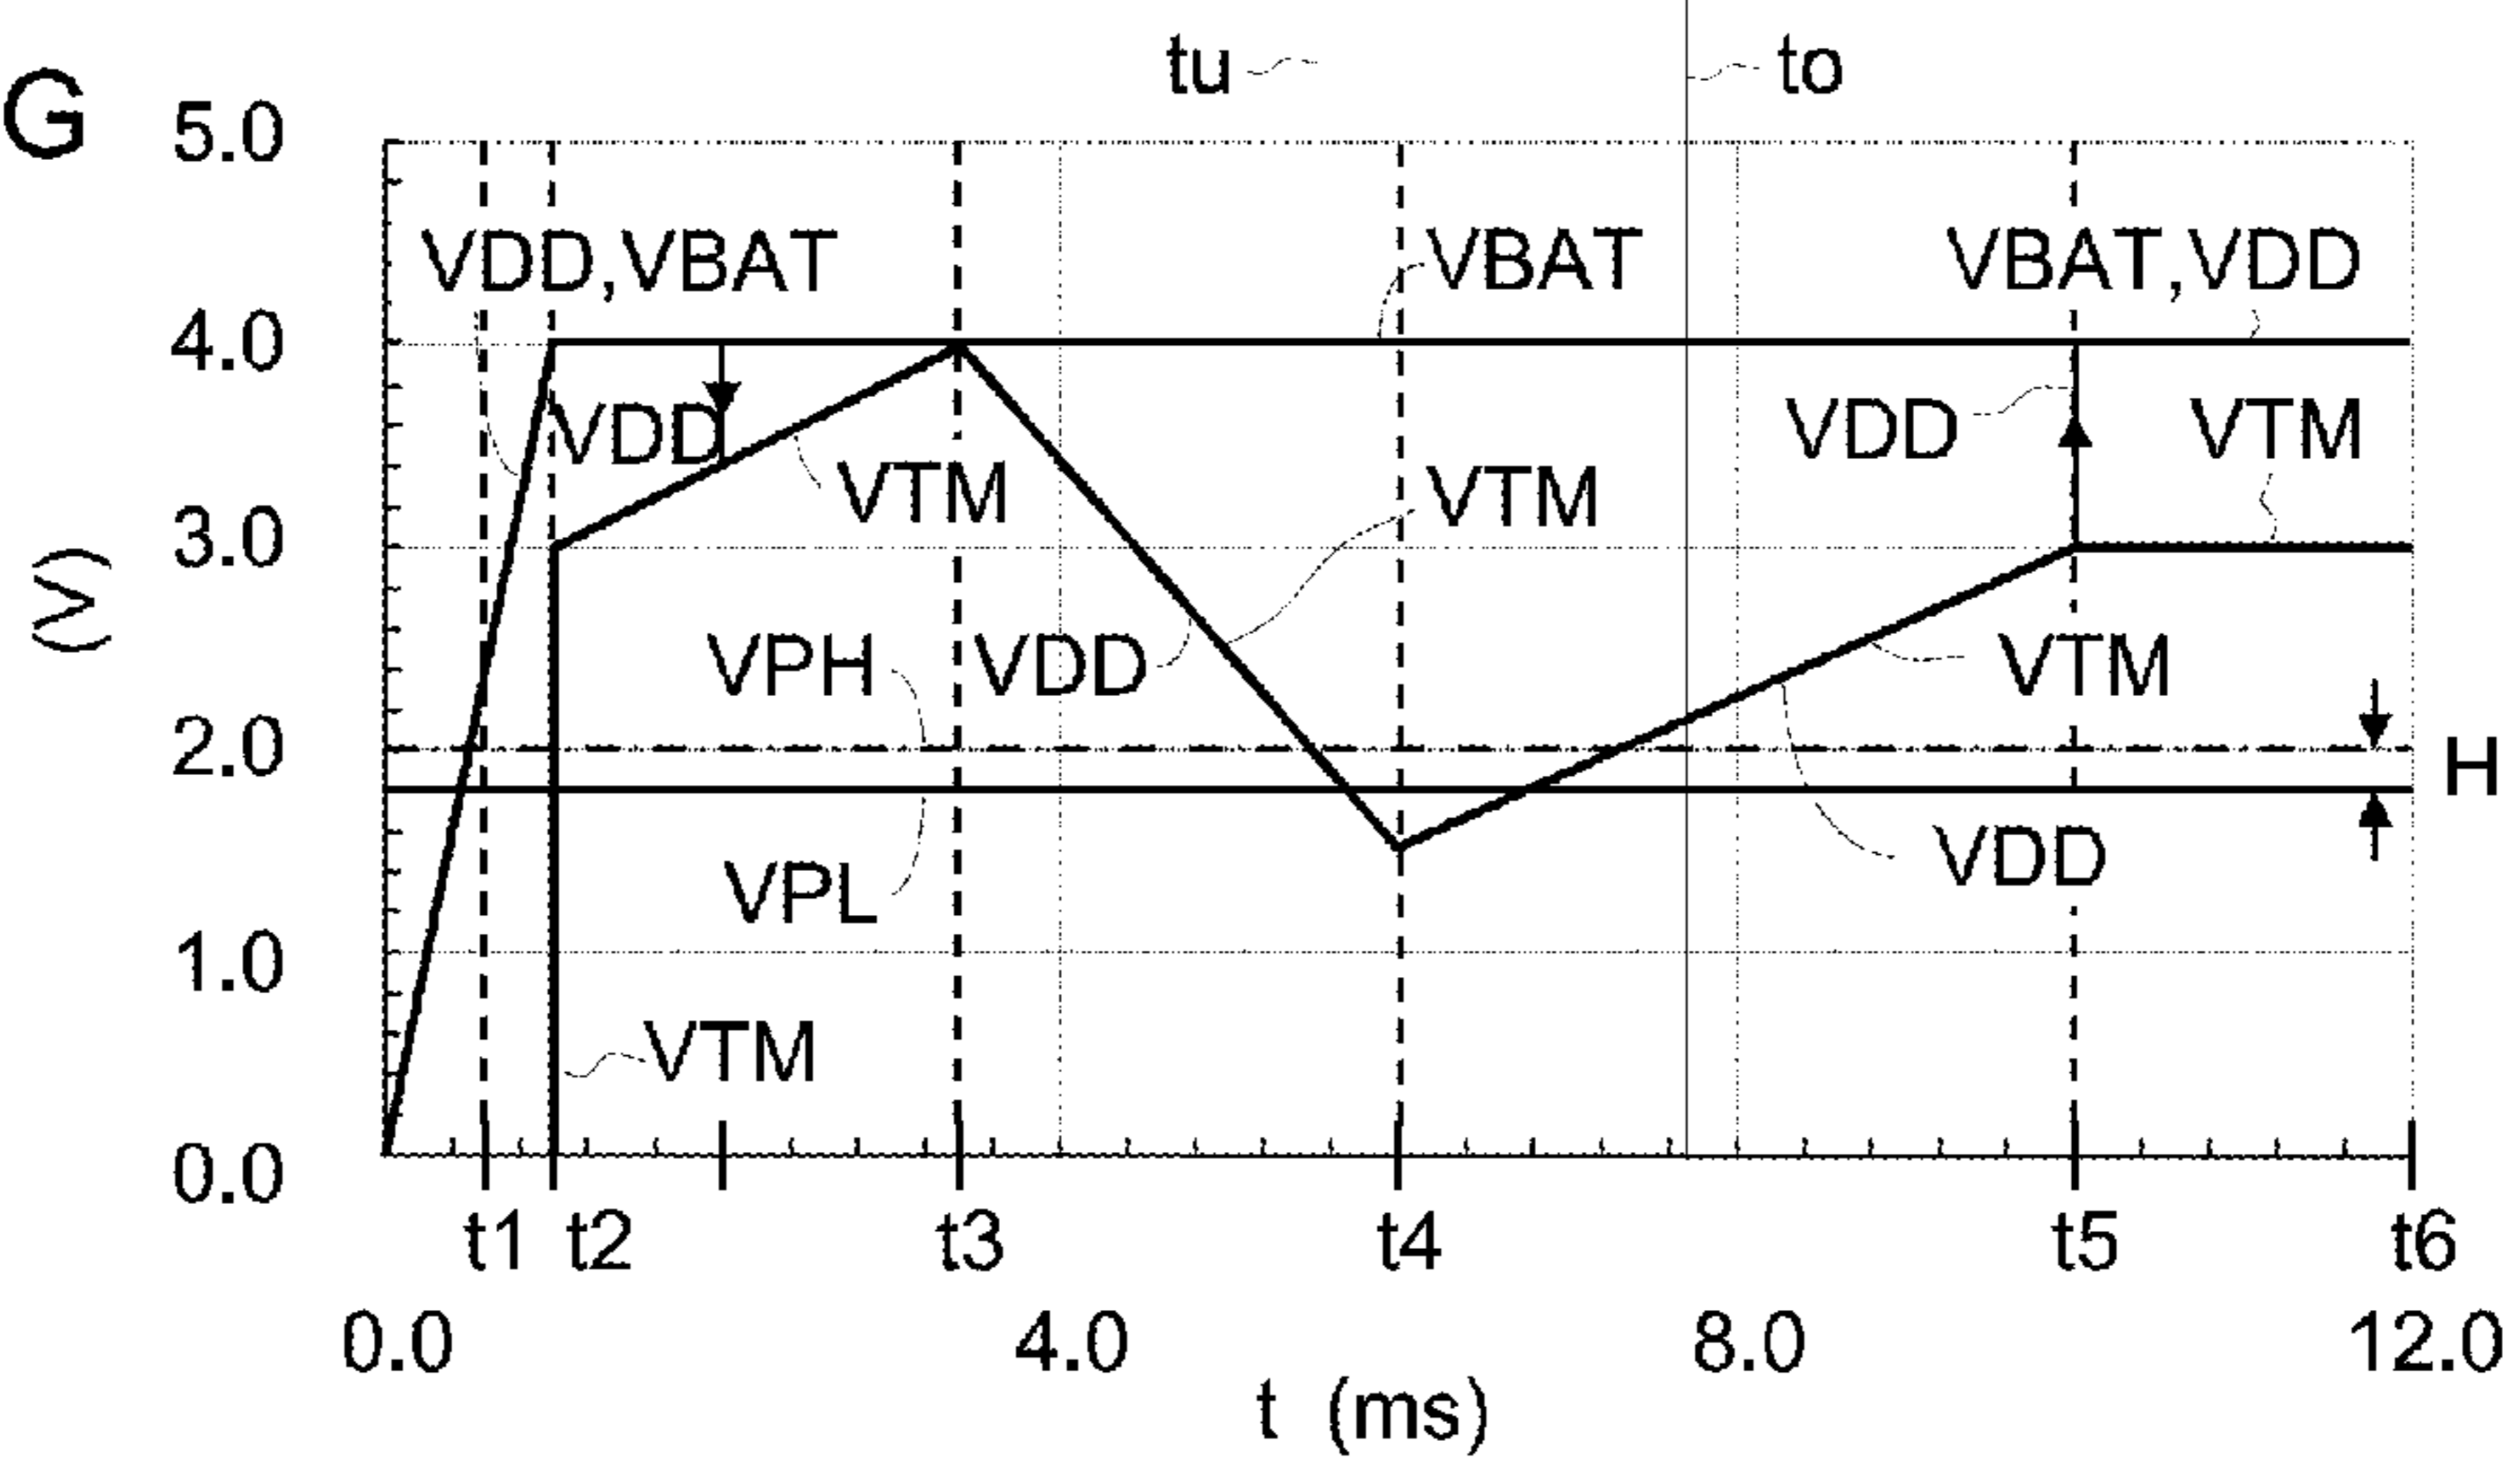 tu to
G 5.0
VDD,VBAT VBAT VBAT,VDD
4.0
VDD VDD VTM
VTM VTM
3.0
(V)
VPH VDD VTM
2.0 H
VPL VDD
1.0
VTM
0.0
t1 t2 t3 t4 t5 t6
0.0 4.0 8.0 12.0
t (ms)